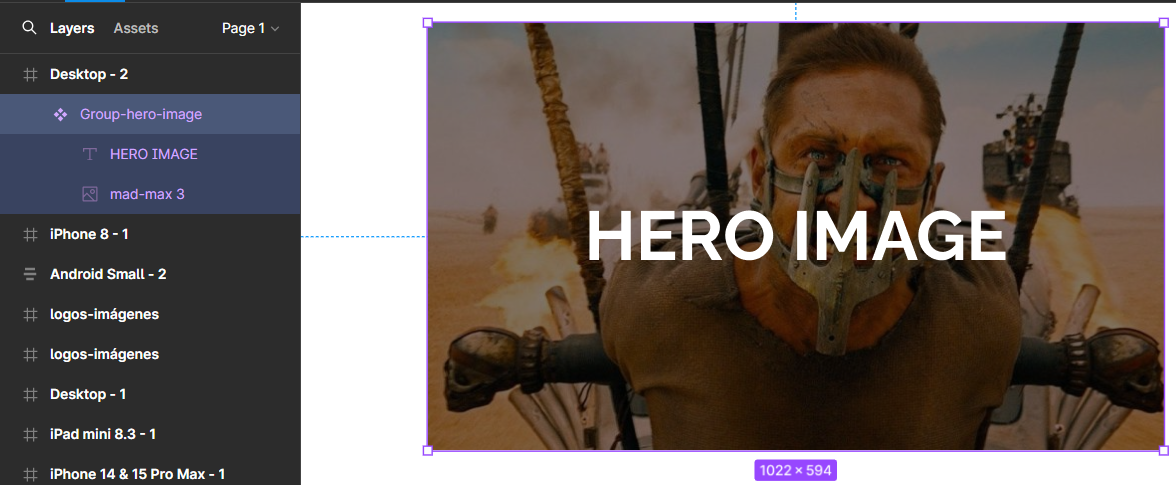 Layers Assets Page 1
Desktop - 2
Group-hero-image
HERO IMAGE
mad-max 3
iPhone 8 - 1
Android Small - 2
logos-imágenes
logos-imágenes
Desktop - 1
iPad mini 8.3 - 1
iPhone 14 & 15 Pro Max - 1
HERO IMAGE
1022 × 594